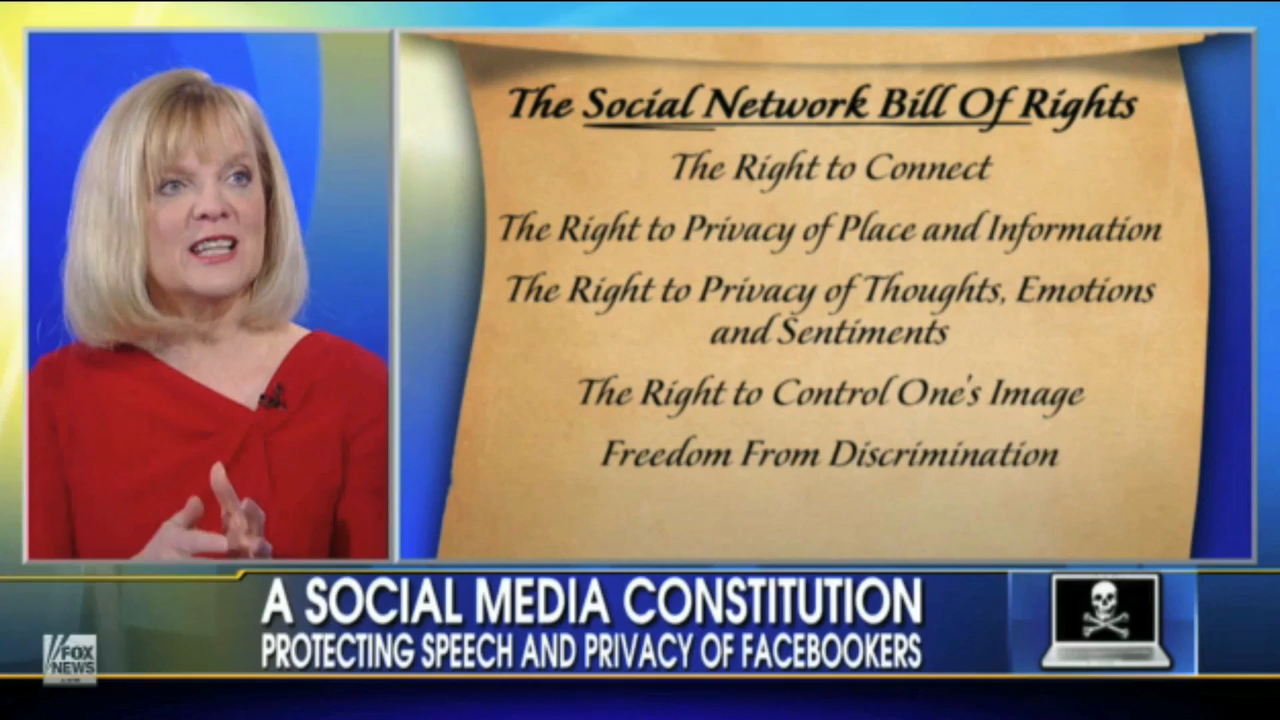 The Social Network Bill Of Rights
The Right to Connect
The Right to Privacy of Place and Information
The Right to Privacy of Thoughts, Emotions
and Sentiments
The Right to Control One's Image
Freedom From Discrimination
A SOCIAL MEDIA CONSTITUTION
PROTECTING SPEECH AND PRIVACY OF FACEBOOKERS
FOX
NEWS